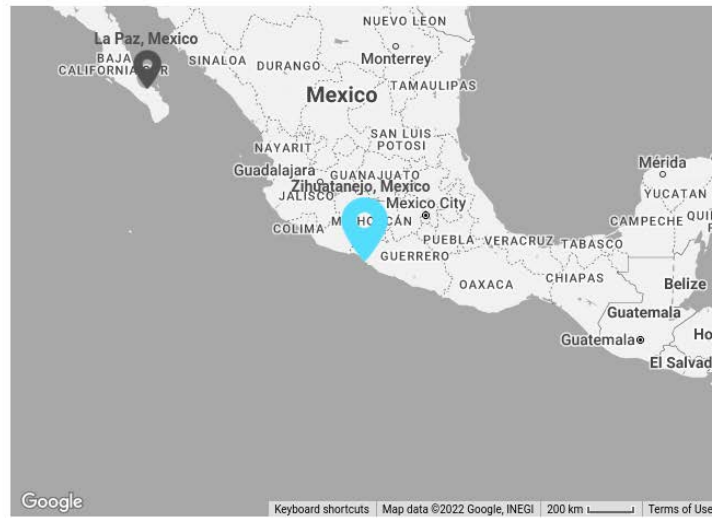 NUEVO LEON
La Paz, Mexico
Monterrey
BAJA
CALIFORNIA SUR
SINALOA
DURANGO
TAMAULIPAS
Mexico
SAN LUIS
POTOSI
NAYARIT
Guadalajara
GUANAJUATO
Zihuatanejo, Mexico
JALISCO
Mérida
YUCATAN
Mexico City
COLIMA
CAMPECHE
PUEBLA
VERACRUZ
TABASCO
GUERRERO
OAXACA
CHIAPAS
Belize
Guatemala
Guatemala
Ho
El Salvad
Google
Keyboard shortcuts
Map data ©2022 Google, INEGI
200 km
Terms of Use